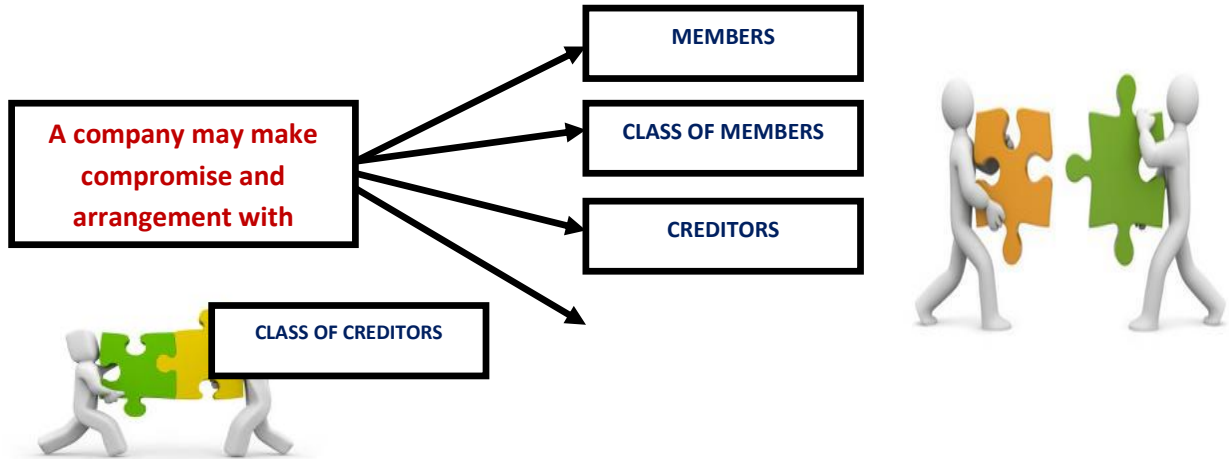 A company may make
compromise and
arrangement with
MEMBERS
CLASS OF MEMBERS
CREDITORS
CLASS OF CREDITORS